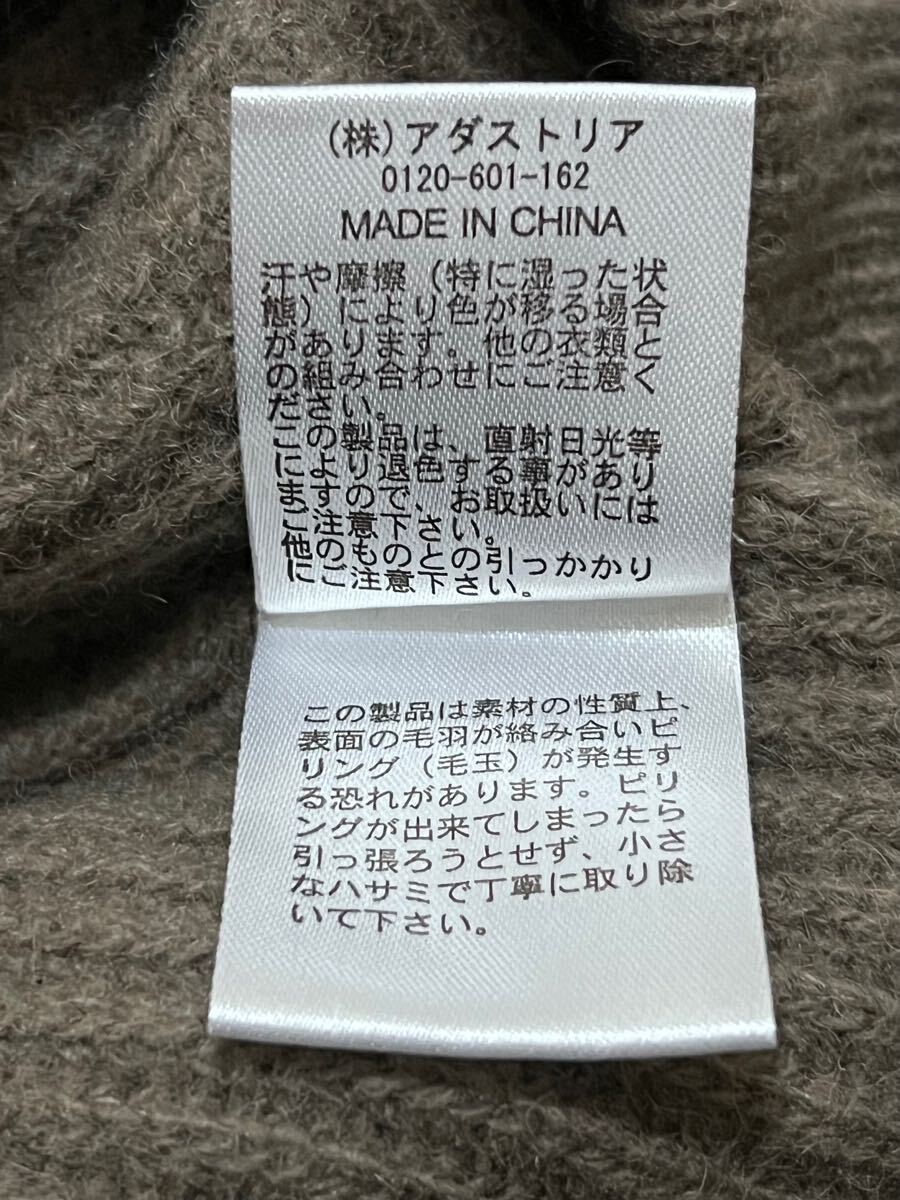 (株)アダストリア
0120-601-162
MADE IN CHINA
汗や摩擦（特に湿った状
態）により色が移る場合
があります。他の衣類と
の組み合わせにご注意く
ださい。
この製品は、直射日光等
により退色する事があり
ますので、お取扱いには
ご注意下さい。
他のものとの引っかかり
にご注意下さい。
この製品は素材の性質上、
表面の毛羽が絡み合いピ
リング（毛玉）が発生す
る恐れがあります。ピリ
ングが出来てしまったら
引っ張ろうとせず、小さ
なハサミで丁寧に取り除
いて下さい。